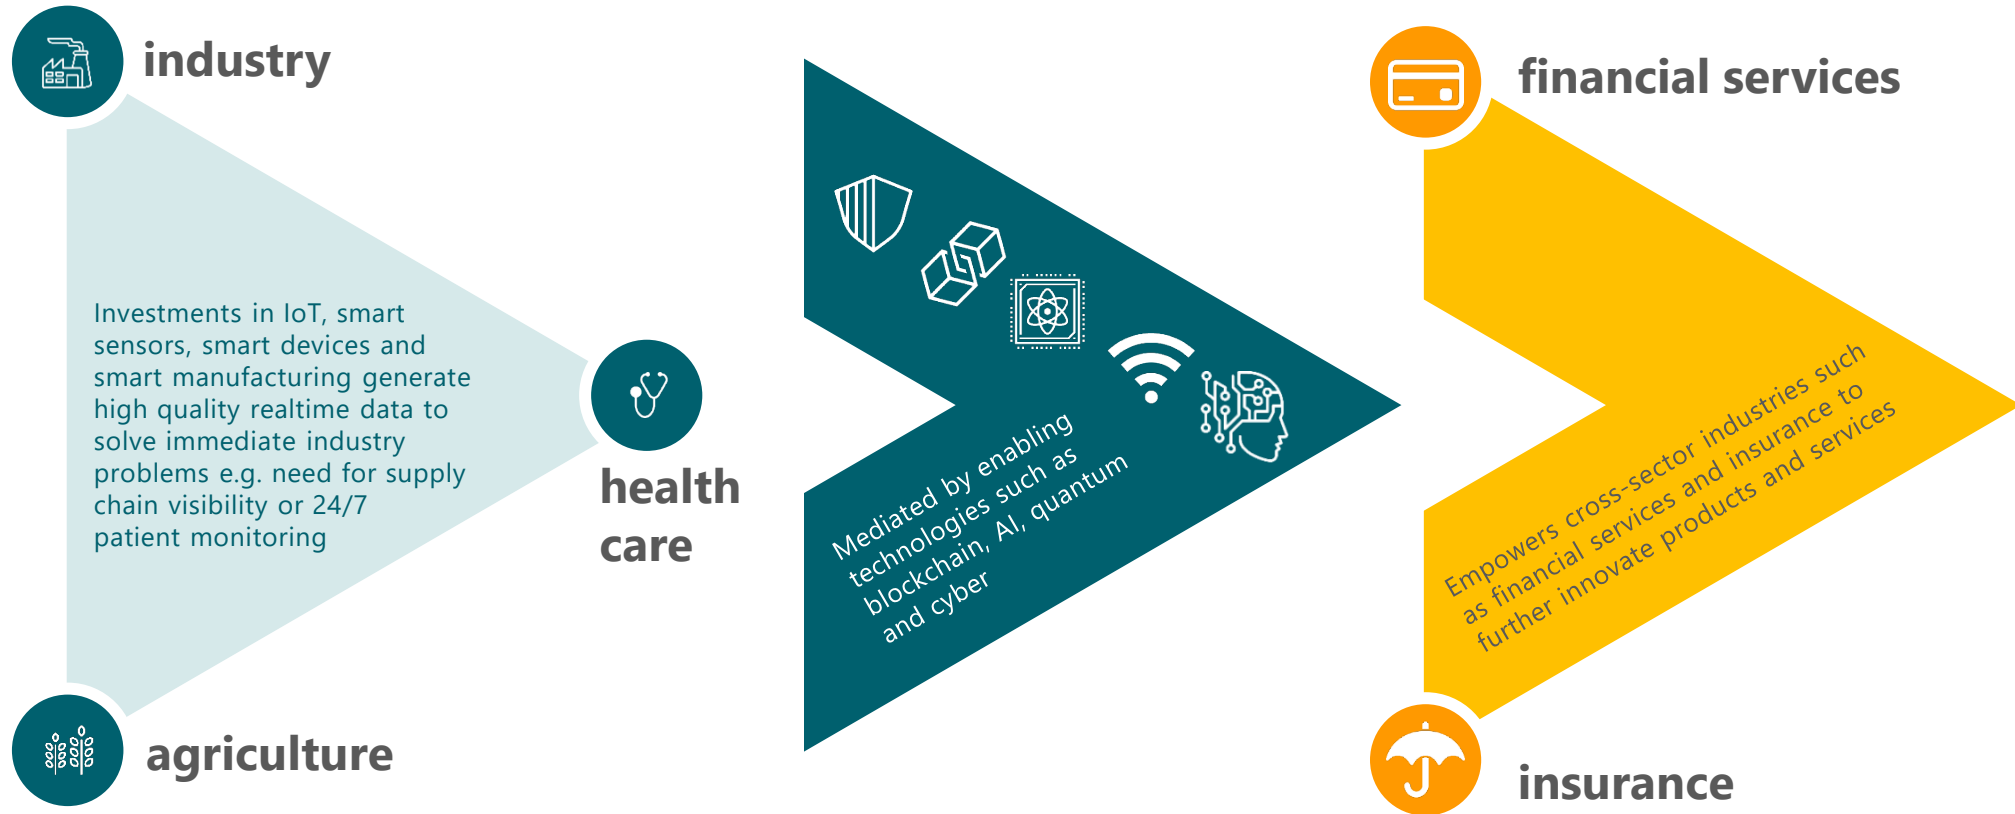 industry
Investments in IoT, smart
sensors, smart devices and
smart manufacturing generate
high quality realtime data to
solve immediate industry
problems e.g. need for supply
chain visibility or 24/7
patient monitoring
health
care
agriculture
Mediated by enabling
technologies such as
blockchain, AI, quantum
and cyber
financial services
Empowers cross-sector industries such
as financial services and insurance to
further innovate products and services
insurance